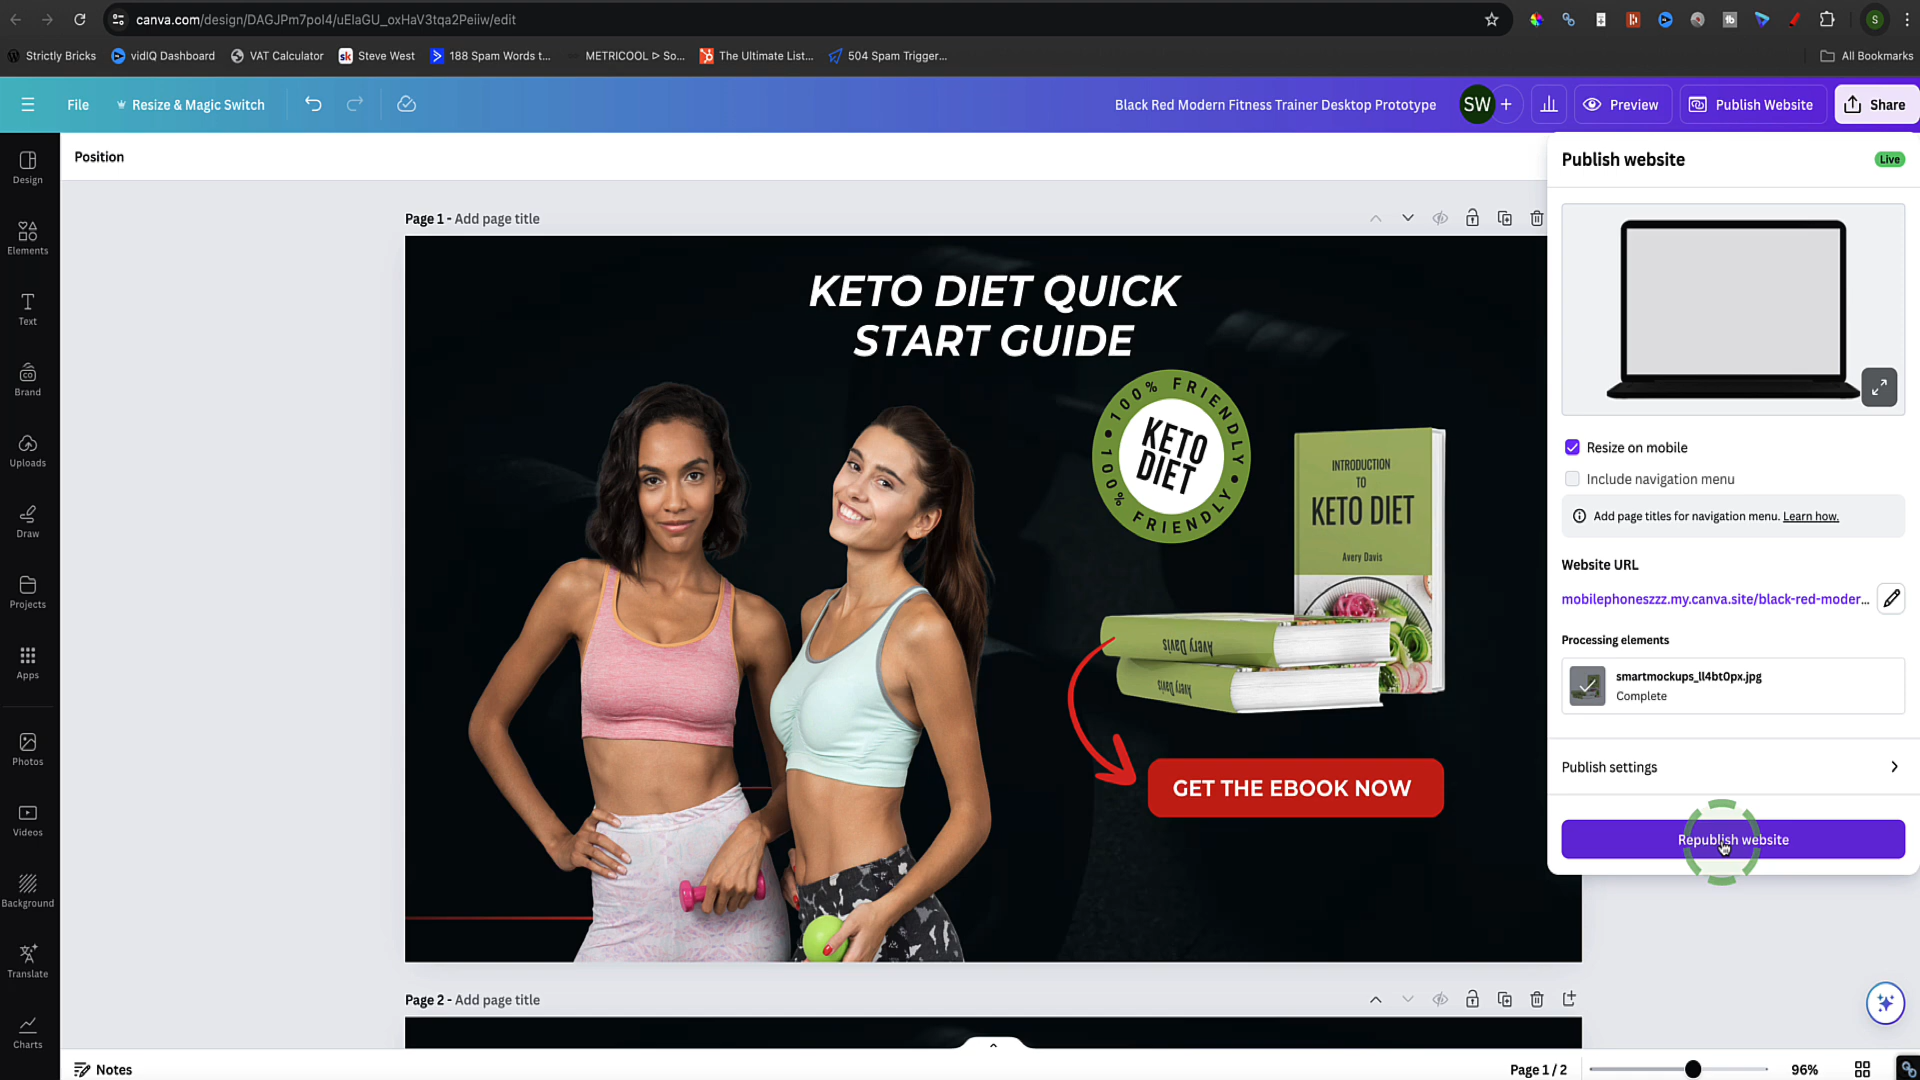 canva.com/design/DAGJPm7poI4/uEIaGU_oxHaV3tqa2Peiiw/edit
S
Strictly Bricks
vidIQ Dashboard
VAT Calculator
sk
Steve West
188 Spam Words t...
METRICOOL ⊳ So...
The Ultimate List...
504 Spam Trigger...
All Bookmarks
File
Resize & Magic Switch
Black Red Modern Fitness Trainer Desktop Prototype
SW
Preview
Publish Website
Share
Position
Design
Elements
Text
Brand
Uploads
Draw
Projects
Apps
Photos
Videos
Background
Translate
Charts
Page 1 - Add page title
KETO DIET QUICK
START GUIDE
100% FRIENDLY
100% FRIENDLY
KETO
DIET
INTRODUCTION
TO
KETO DIET
Avery Davis
Avery Davis
Avery Davis
GET THE EBOOK NOW
Page 2 - Add page title
Publish website
Live
Resize on mobile
Include navigation menu
Add page titles for navigation menu. Learn how.
Website URL
mobilephoneszzz.my.canva.site/black-red-moder...
Processing elements
smartmockups_ll4bt0px.jpg
Complete
Publish settings
Republish website
Notes
Page 1 / 2
96%